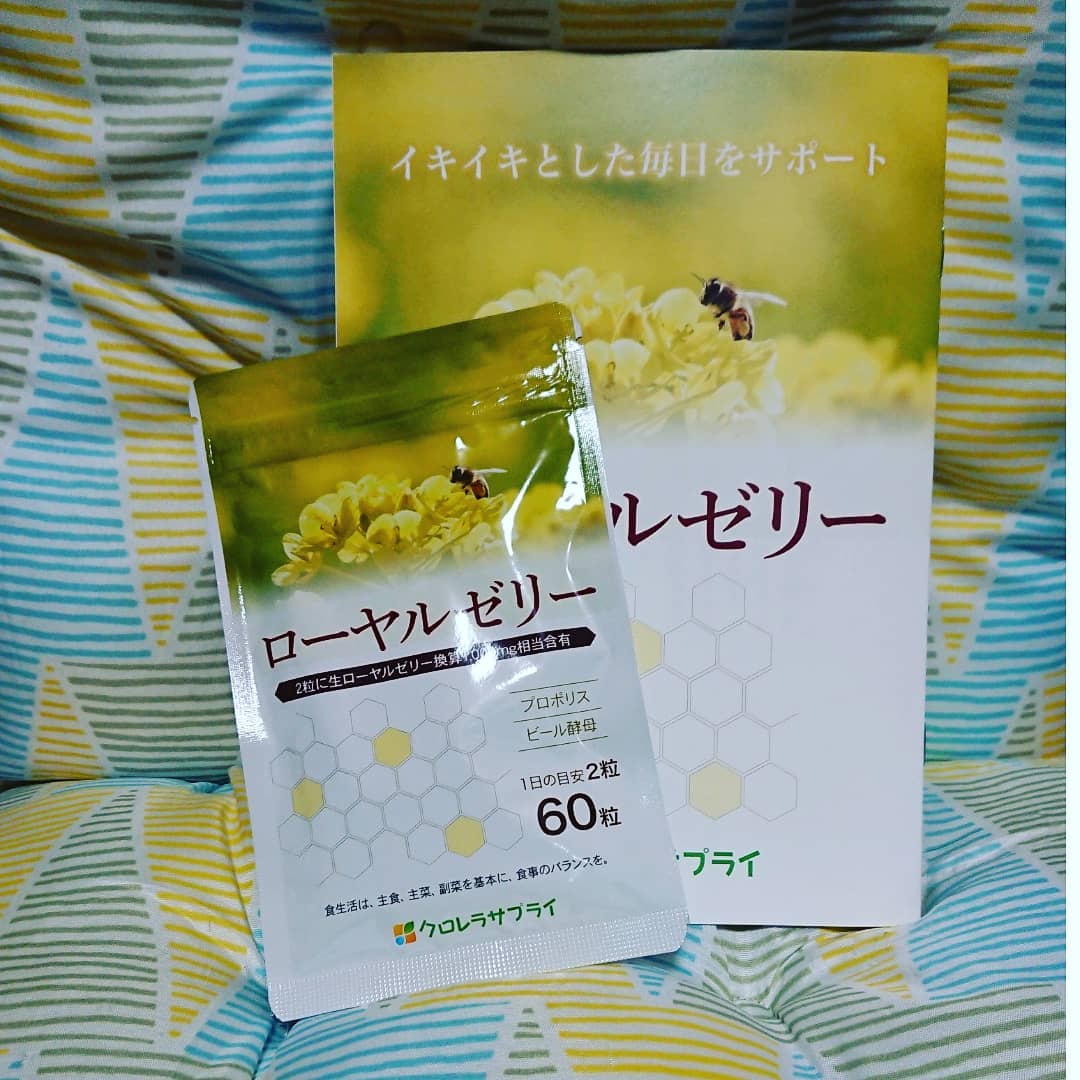 イキイキとした毎日をサポート
ルゼリー
サプライ
ローヤルゼリー
2粒に生ローヤルゼリー換算1,000mg相当含有
プロポリス
ビール酵母
1日の目安2粒
60粒
食生活は、主食、主菜、副菜を基本に、食事のバランスを。
クロレラサプライ